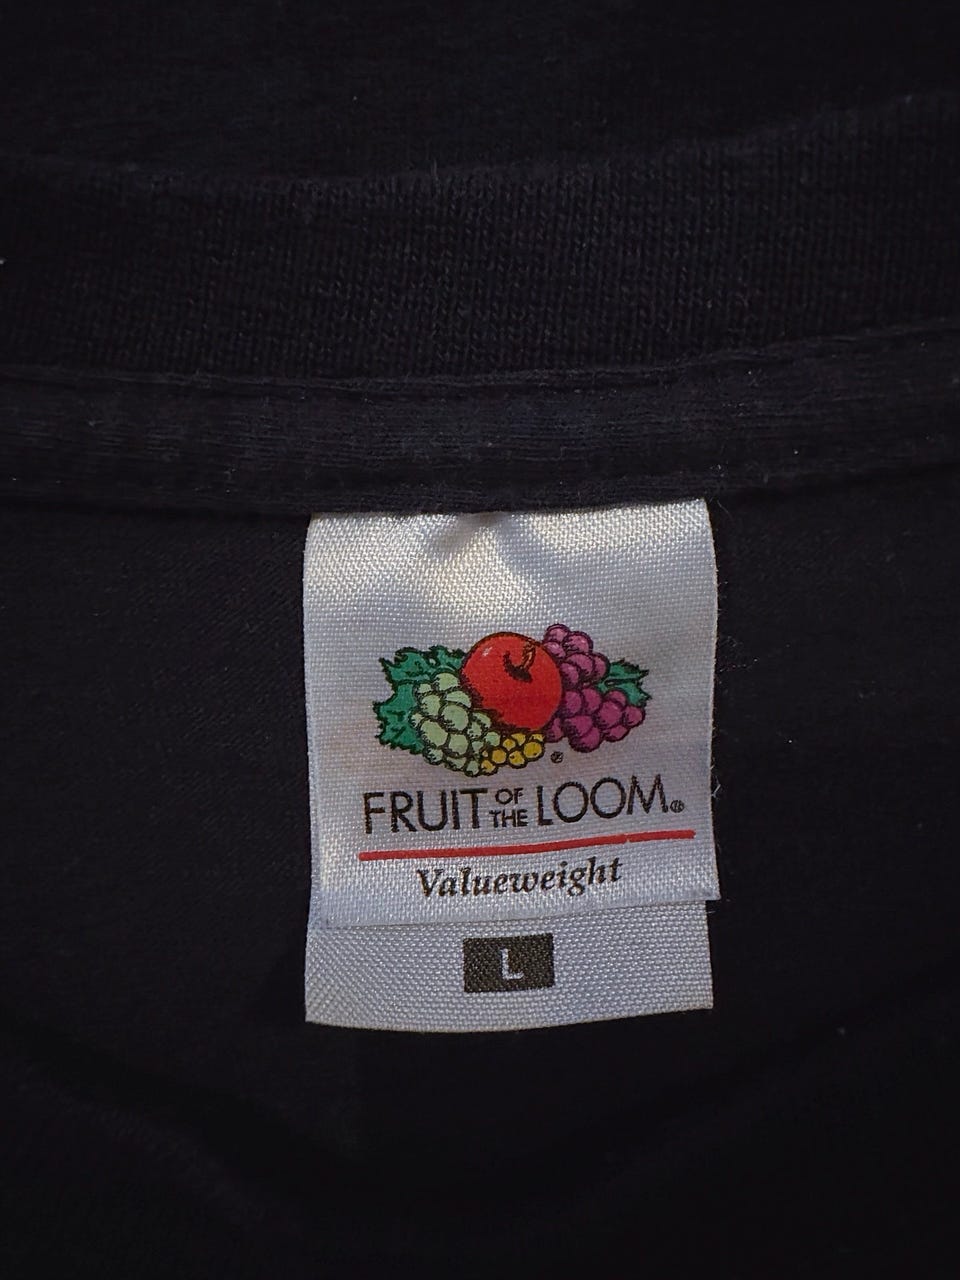 FRUIT OF THE LOOM®
Valueweight
L